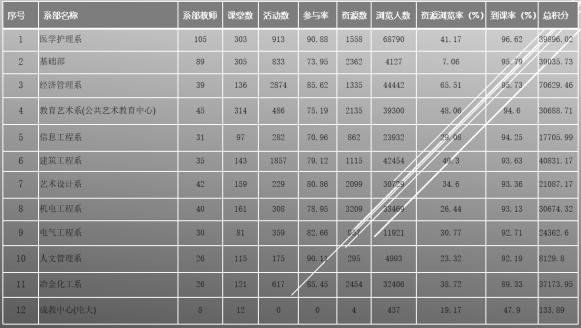 序号 系部名称 系部教师 课堂数 活动数 参与率 资源数 浏览人数 资源浏览率（%） 到课率（%） 总积分
1 医学护理系 105 303 913 90.88 1558 68790 41.17 96.62 39896.02
2 基础部 89 305 833 73.95 2362 4127 7.06 95.79 39035.73
3 经济管理系 39 136 2874 85.62 1335 44442 65.51 95.73 70629.46
4 教育艺术系(公共艺术教育中心) 45 314 486 75.19 2135 39300 48.06 94.6 30688.71
5 信息工程系 31 97 282 70.96 862 23932 29.08 94.25 17705.99
6 建筑工程系 35 143 1857 79.12 1115 42454 93.63 40831.17
7 艺术设计系 42 159 229 80.86 2099 30729 34.6 93.36 21087.17
8 机电工程系 40 161 308 78.95 3209 33469 26.44 93.13 30674.32
9 电气工程系 30 81 359 82.66 11921 30.77 92.71 24362.6
10 人文管理系 26 115 175 90.11 295 4993 23.32 92.19 8129.8
11 冶金化工系 26 121 617 85.45 2454 32406 38.72 89.33 37173.95
12 成教中心(电大) 8 12 0 0 4 437 19.17 47.9 133.89